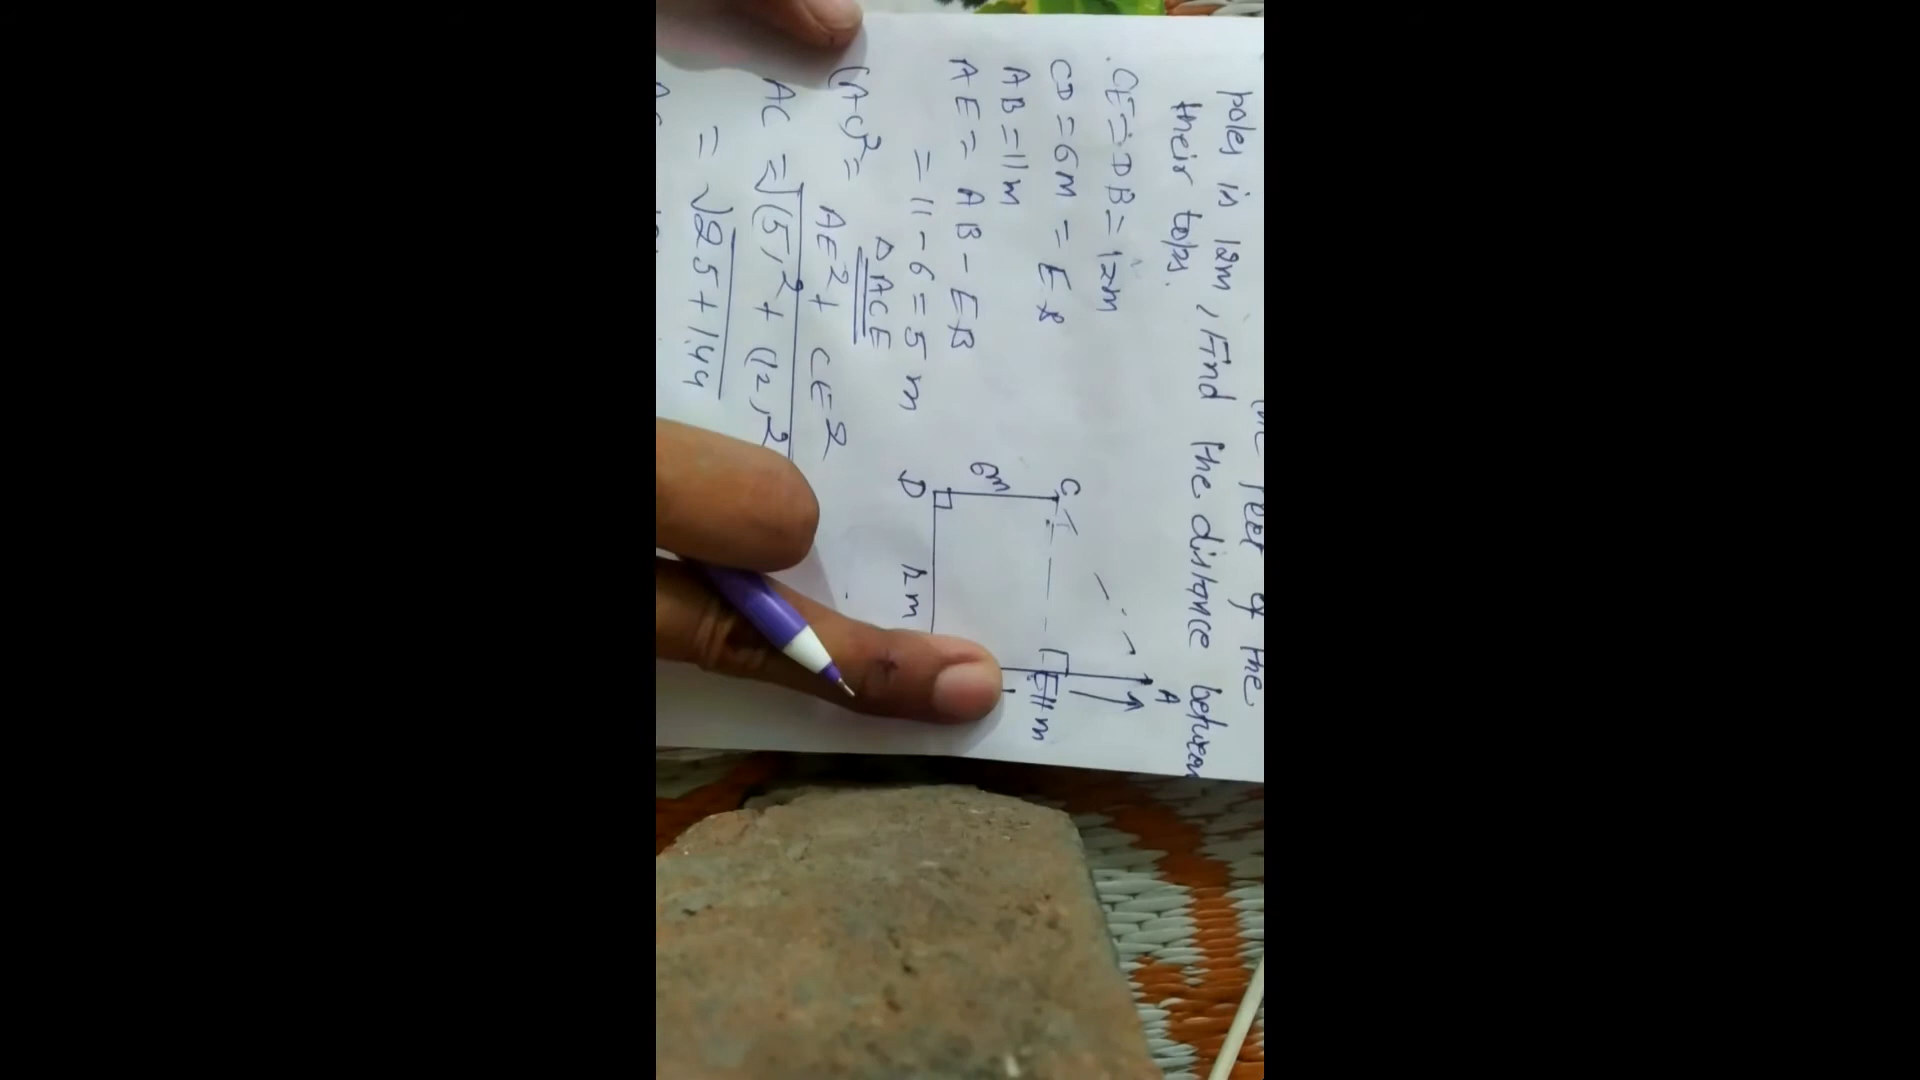 the feet of the
poles is 12m, Find the distance between
their tops.
CE = DB = 12m
CD = 6M = EB
AB = 11m
AE = AB - EB
= 11 - 6 = 5 m
△ACE
(AC)² = AE² + CE2
AC = √(5)² + (12)²
= √25+144
A
C
6m
E 11m
D
12m